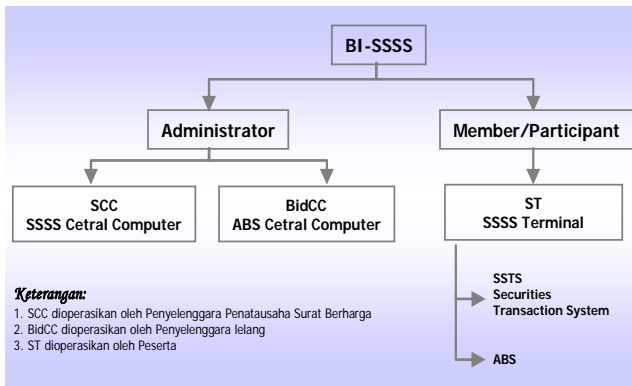 BI-SSSS
Administrator
Member/Participant
SCC
SSSS Cetral Computer
BidCC
ABS Cetral Computer
ST
SSSS Terminal
SSTS
Securities
Transaction System
ABS
Keterangan:
1. SCC dioperasikan oleh Penyelenggara Penatausaha Surat Berharga
2. BidCC dioperasikan oleh Penyelenggara lelang
3. ST dioperasikan oleh Peserta